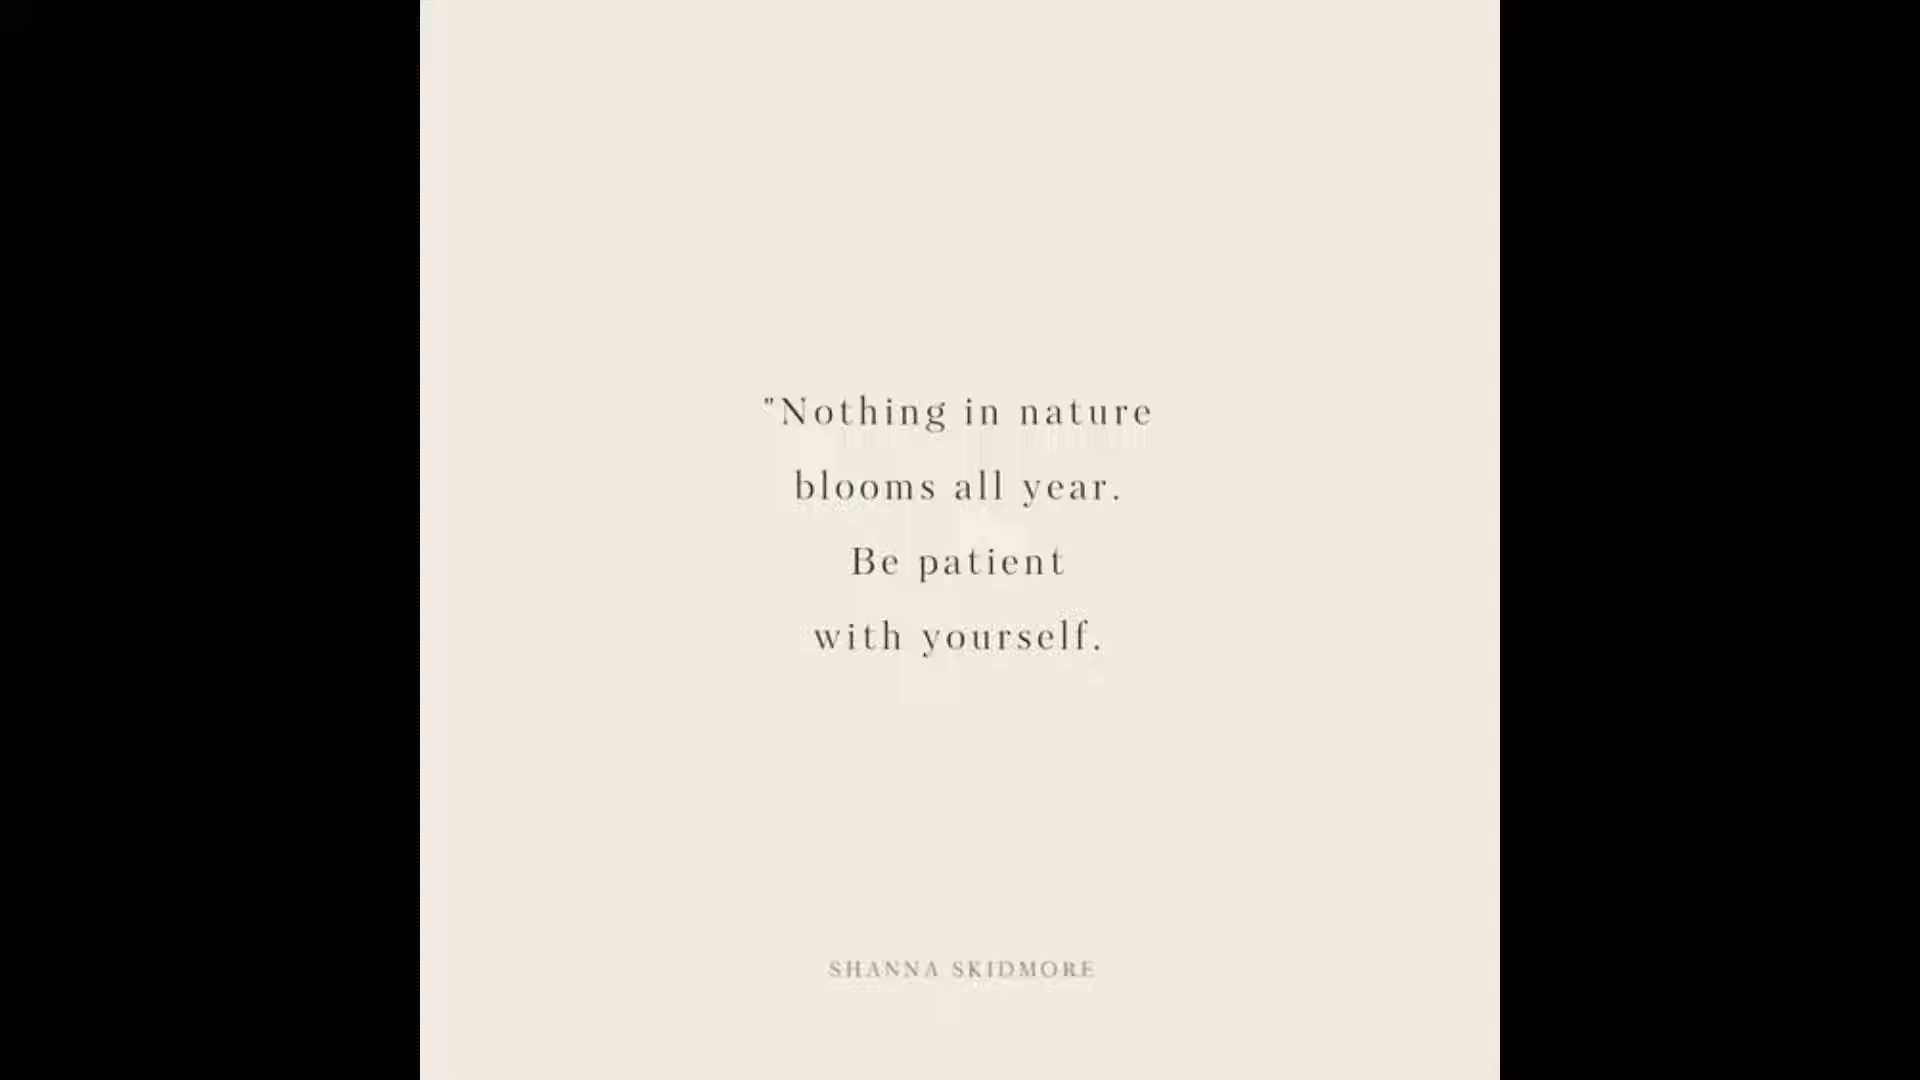 "Nothing in nature
blooms all year.
Be patient
with yourself.
SHANNA SKIDMORE